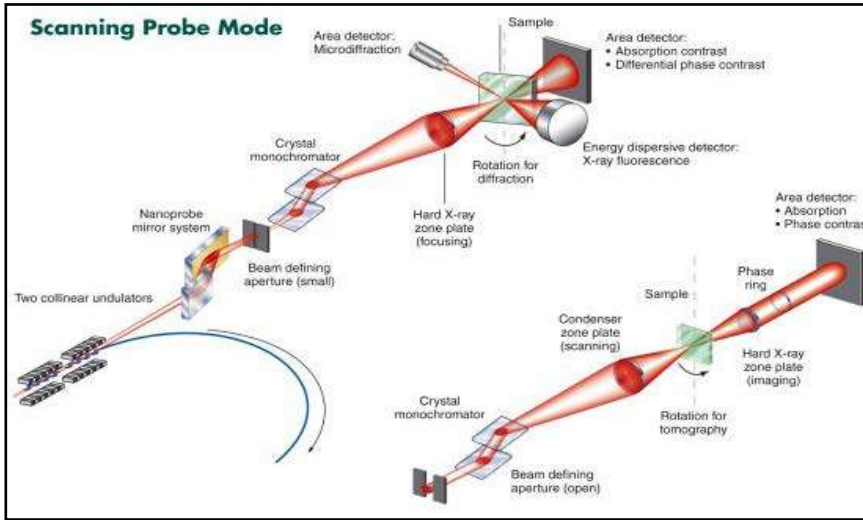 Scanning Probe Mode
Area detector:
Microdiffraction
Sample
Area detector:
• Absorption contrast
• Differential phase contrast
Crystal
monochromator
Energy dispersive detector:
X-ray fluorescence
Rotation for
diffraction
Nanoprobe
mirror system
Hard X-ray
zone plate
(focusing)
Beam defining
aperture (small)
Two collinear undulators
Area detector:
• Absorption
• Phase contrast
Phase
ring
Sample
Condenser
zone plate
(scanning)
Hard X-ray
zone plate
(imaging)
Crystal
monochromator
Rotation for
tomography
Beam defining
aperture (open)